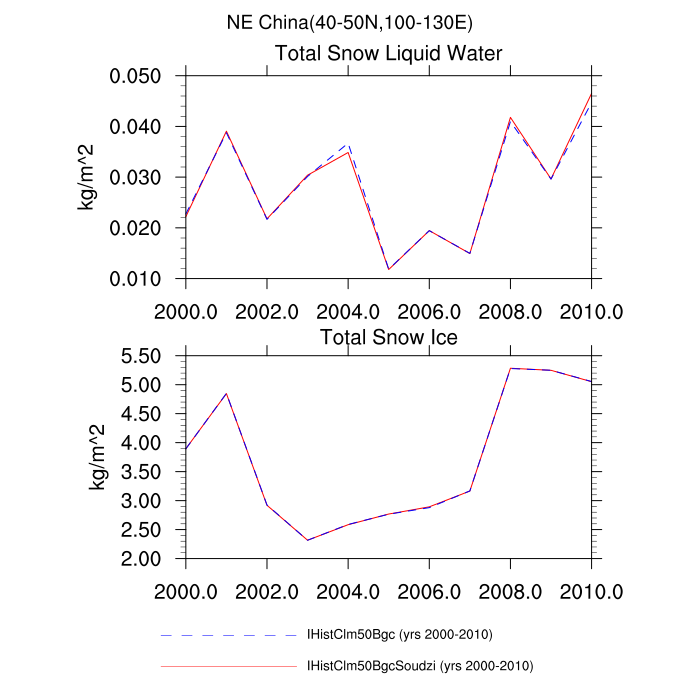 NE China(40-50N,100-130E)
Total Snow Liquid Water
0.050
0.040
0.030
0.020
0.010
kg/m^2
2000.0 2002.0 2004.0 2006.0 2008.0 2010.0
Total Snow Ice
5.50
5.00
4.50
4.00
3.50
3.00
2.50
2.00
kg/m^2
2000.0 2002.0 2004.0 2006.0 2008.0 2010.0
IHistClm50Bgc (yrs 2000-2010)
IHistClm50BgcSoudzi (yrs 2000-2010)